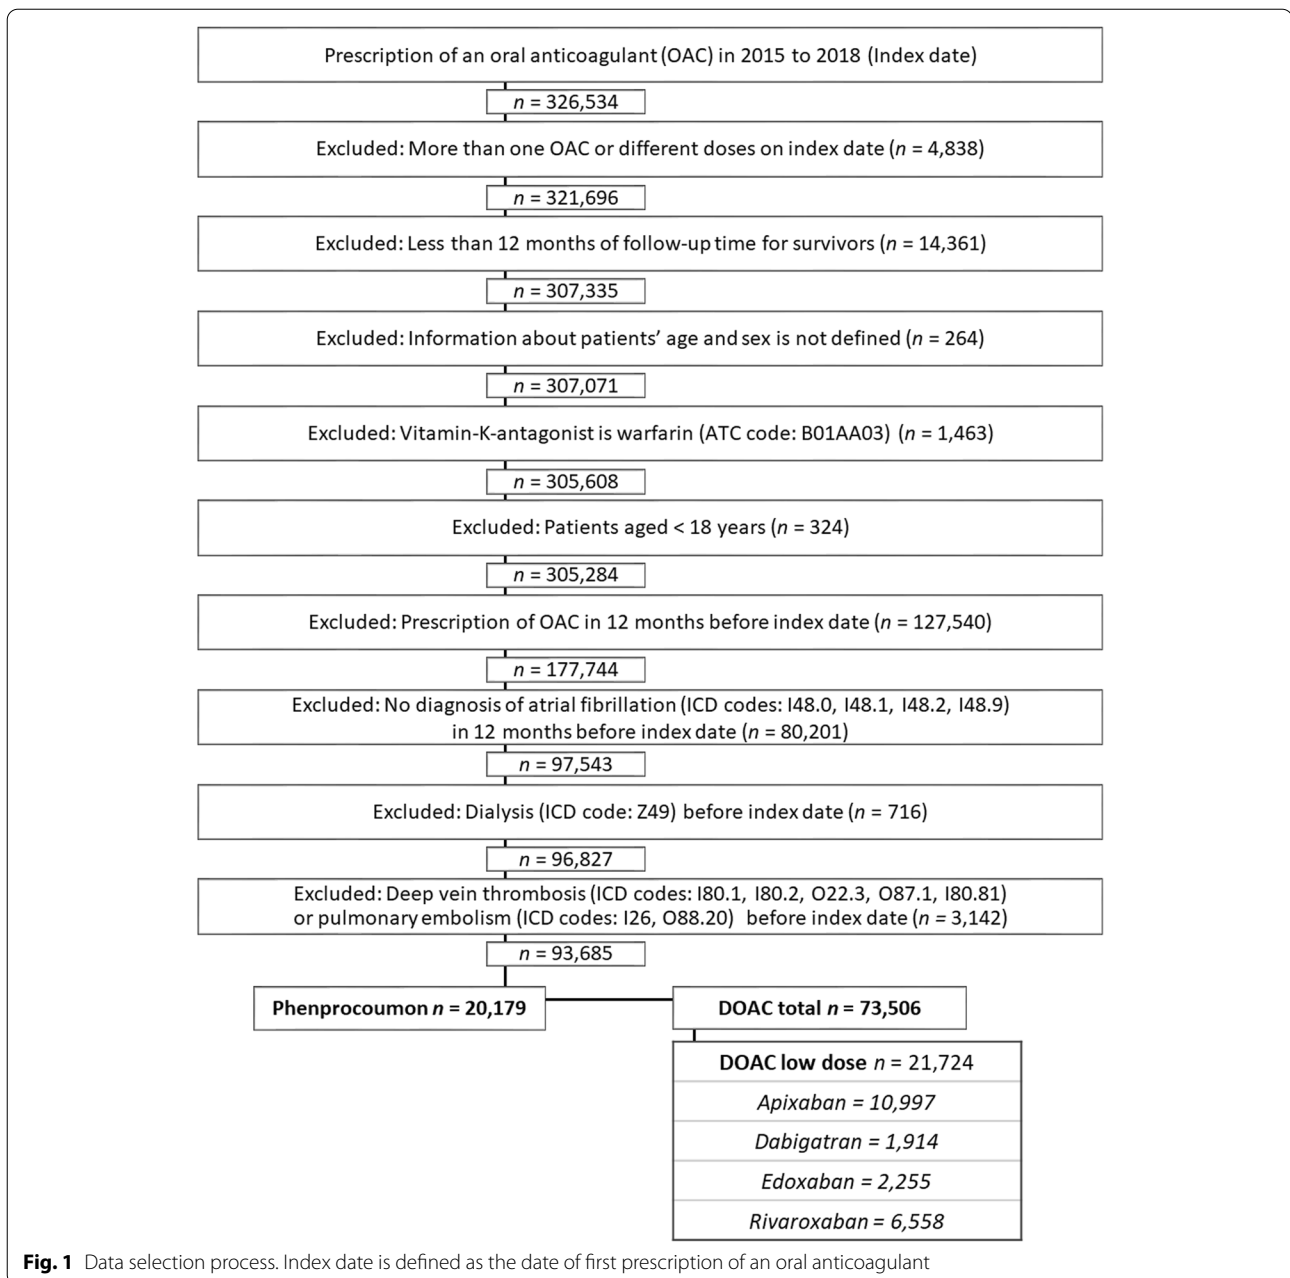 Prescription of an oral anticoagulant (OAC) in 2015 to 2018 (Index date)
n = 326,534
Excluded: More than one OAC or different doses on index date (n = 4,838)
n = 321,696
Excluded: Less than 12 months of follow-up time for survivors (n = 14,361)
n = 307,335
Excluded: Information about patients’ age and sex is not defined (n = 264)
n = 307,071
Excluded: Vitamin-K-antagonist is warfarin (ATC code: B01AA03) (n = 1,463)
n = 305,608
Excluded: Patients aged < 18 years (n = 324)
n = 305,284
Excluded: Prescription of OAC in 12 months before index date (n = 127,540)
n = 177,744
Excluded: No diagnosis of atrial fibrillation (ICD codes: I48.0, I48.1, I48.2, I48.9)
in 12 months before index date (n = 80,201)
n = 97,543
Excluded: Dialysis (ICD code: Z49) before index date (n = 716)
n = 96,827
Excluded: Deep vein thrombosis (ICD codes: I80.1, I80.2, O22.3, O87.1, I80.81)
or pulmonary embolism (ICD codes: I26, O88.20) before index date (n = 3,142)
n = 93,685
Phenprocoumon n = 20,179
DOAC total n = 73,506
DOAC low dose n = 21,724
Apixaban = 10,997
Dabigatran = 1,914
Edoxaban = 2,255
Rivaroxaban = 6,558
Fig. 1 Data selection process. Index date is defined as the date of first prescription of an oral anticoagulant